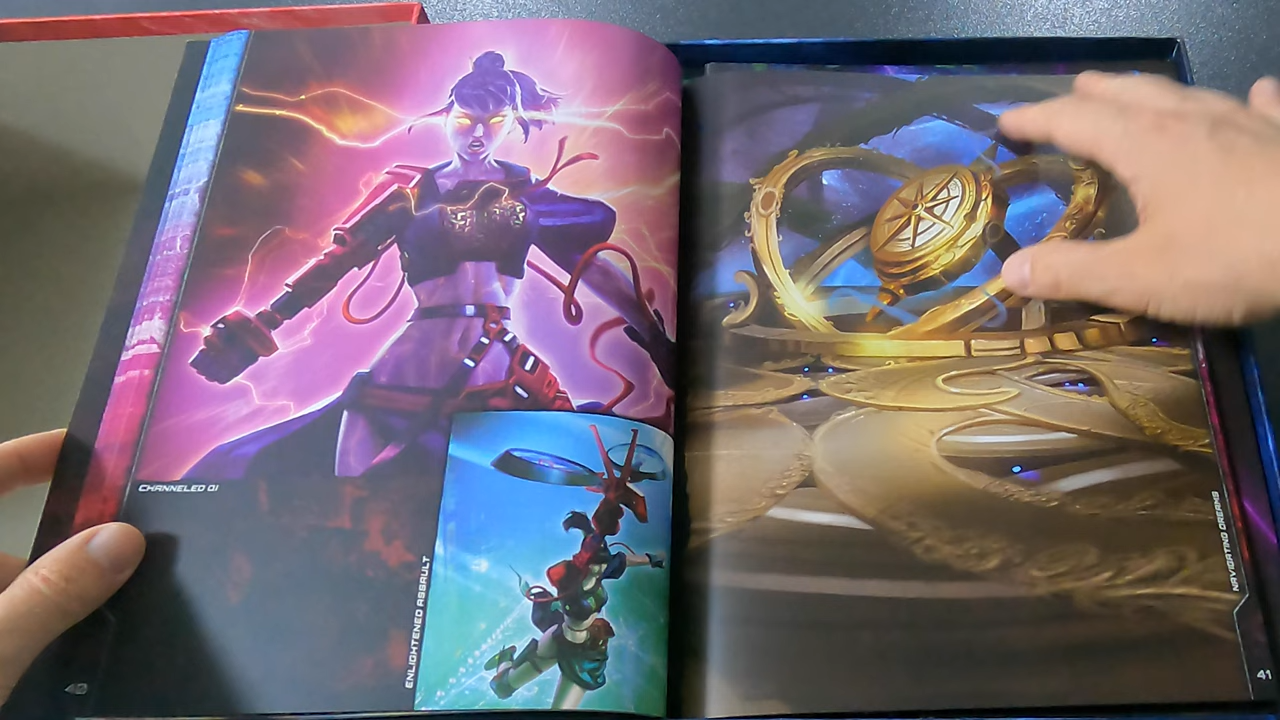 CHANNELED 01
ENLIGHTENED ASSAULT
40
NAVIGATING DREAMS
41